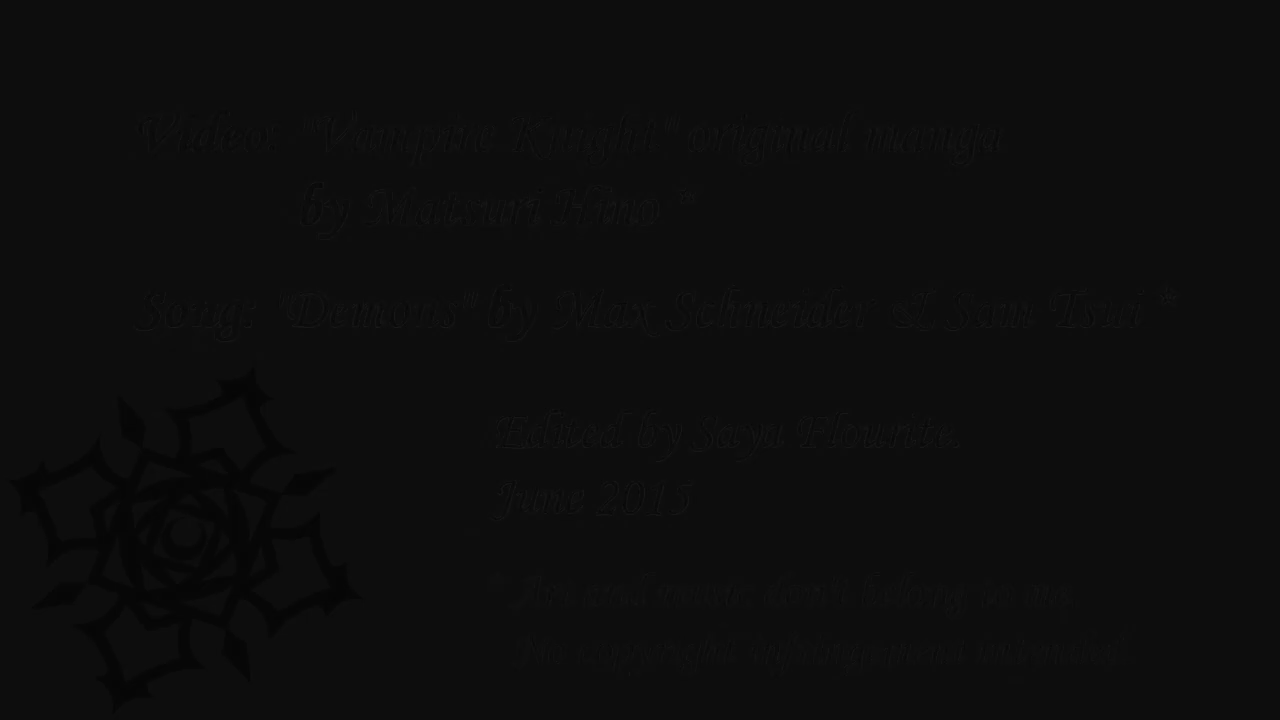 Video: "Vampire Knight" original manga
by Matsuri Hino *
Song: "Demons" by Max Schneider & Sam Tsui *
Edited by Saya Flourite.
June 2015
* Art and music don't belong to me.
No copyright infringement intended.